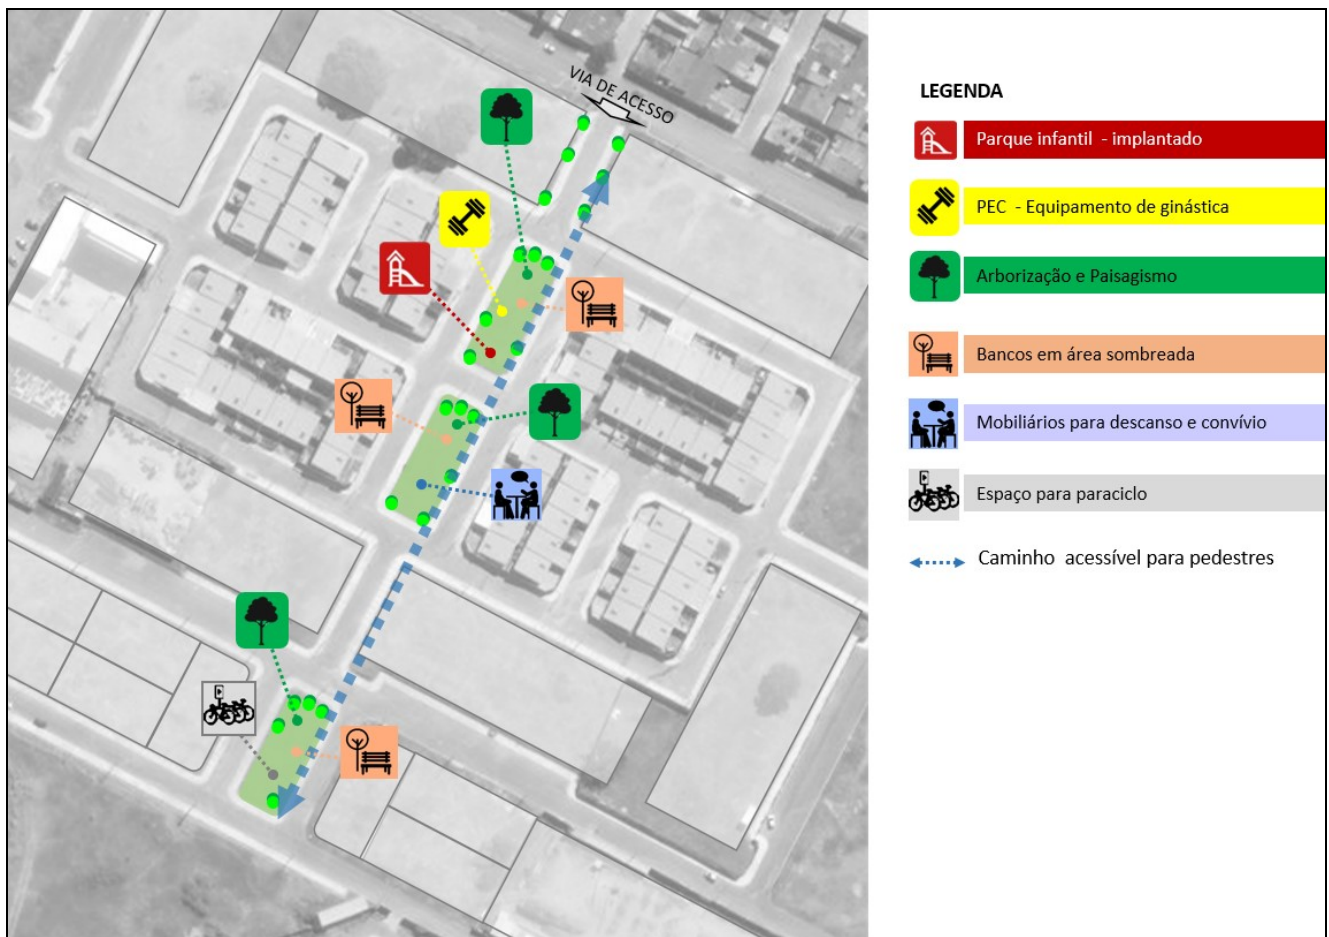 VIA DE ACESSO
LEGENDA
Parque infantil - implantado
PEC - Equipamento de ginástica
Arborização e Paisagismo
Bancos em área sombreada
Mobiliários para descanso e convívio
Espaço para paraciclo
Caminho acessível para pedestres